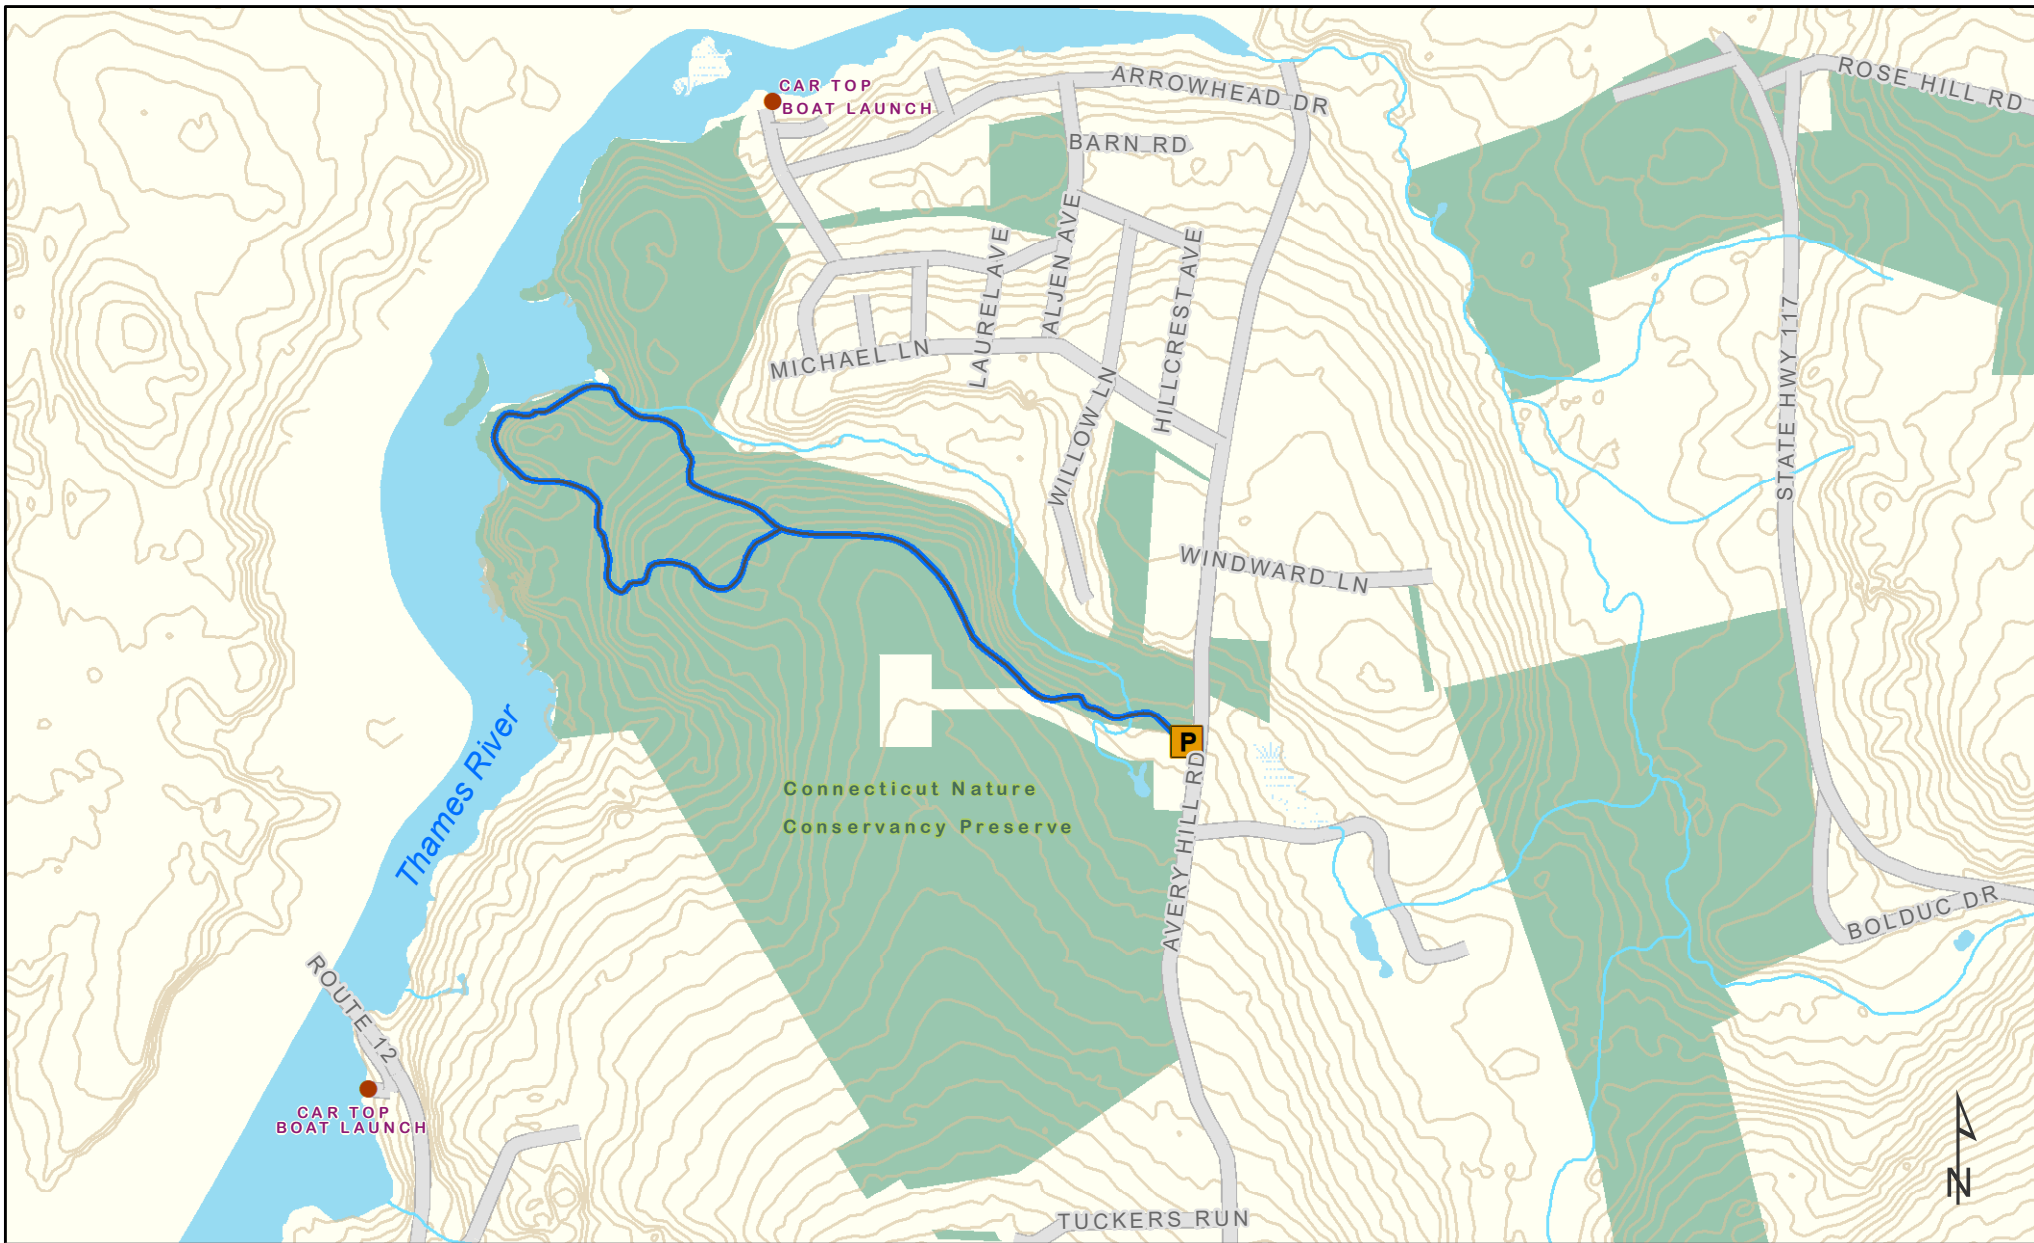 CAR TOP
BOAT LAUNCH
ARROWHEAD DR
ROSE HILL RD
BARN RD
LAUREL AVE
ALJEN AVE
HILLCREST AVE
MICHAEL LN
WILLOW LN
STATE HWY 117
WINDWARD LN
P
Thames River
Connecticut Nature
Conservancy Preserve
AVERY HILL RD
BOLDUC DR
ROUTE 12
CAR TOP
BOAT LAUNCH
N
TUCKERS RUN